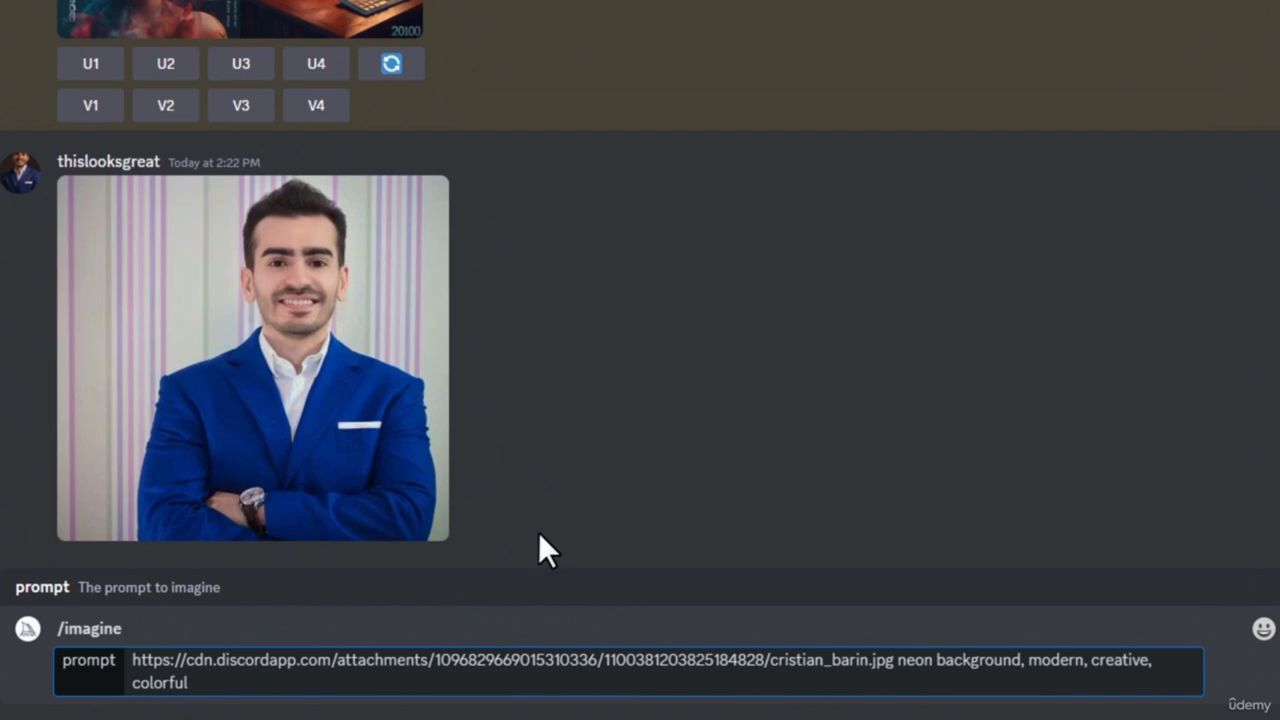 20100
U1 U2 U3 U4
V1 V2 V3 V4
thislooksgreat Today at 2:22 PM
prompt The prompt to imagine
/imagine
prompt https://cdn.discordapp.com/attachments/1096829669015310336/1100381203825184828/cristian_barin.jpg neon background, modern, creative,
colorful
ûdemy